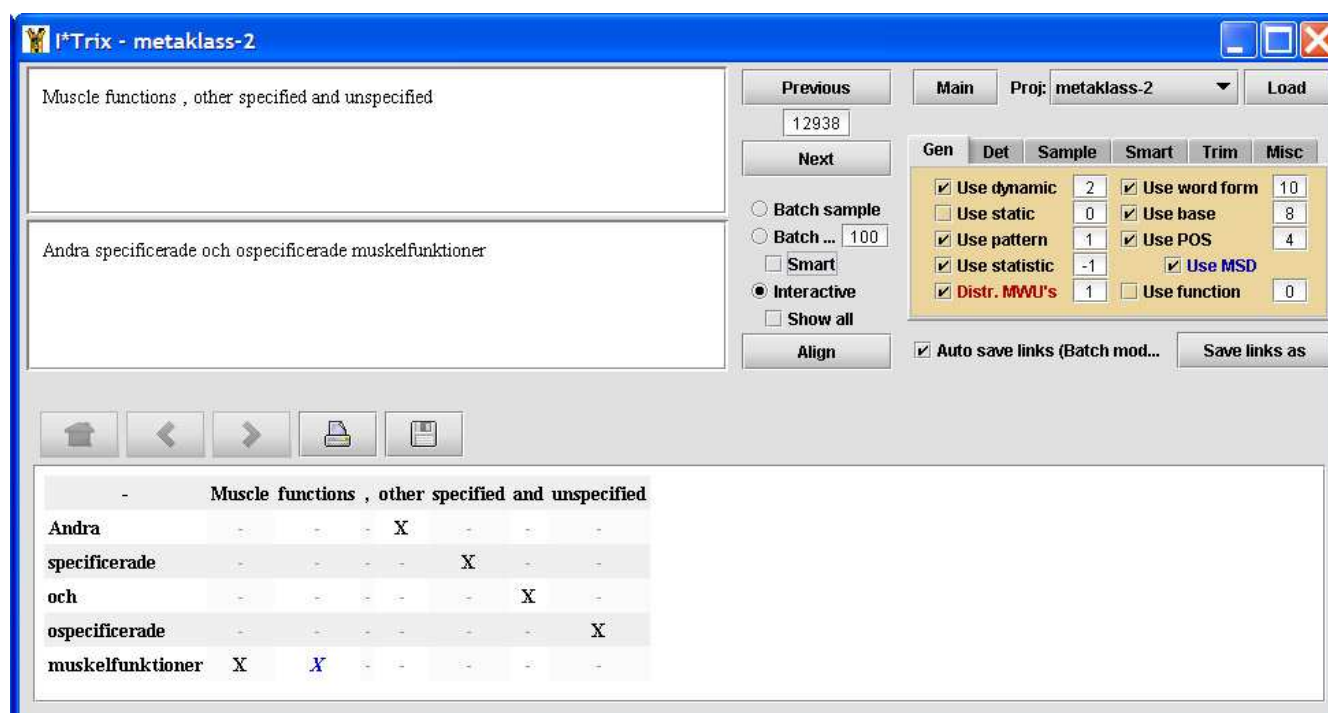 I*Trix - metaklass-2
Muscle functions , other specified and unspecified
Andra specificerade och ospecificerade muskelfunktioner
Previous
12938
Next
Batch sample
Batch ... 100
Smart
Interactive
Show all
Align
Main Proj: metaklass-2 Load
Gen Det Sample Smart Trim Misc
Use dynamic 2 Use word form 10
Use static 0 Use base 8
Use pattern 1 Use POS 4
Use statistic -1 Use MSD
Distr. MWU's 1 Use function 0
Auto save links (Batch mod... Save links as
- Muscle functions , other specified and unspecified
Andra - - - X - - -
specificerade - - - - X - -
och - - - - - X -
ospecificerade - - - - - - X
muskelfunktioner X X - - - - -